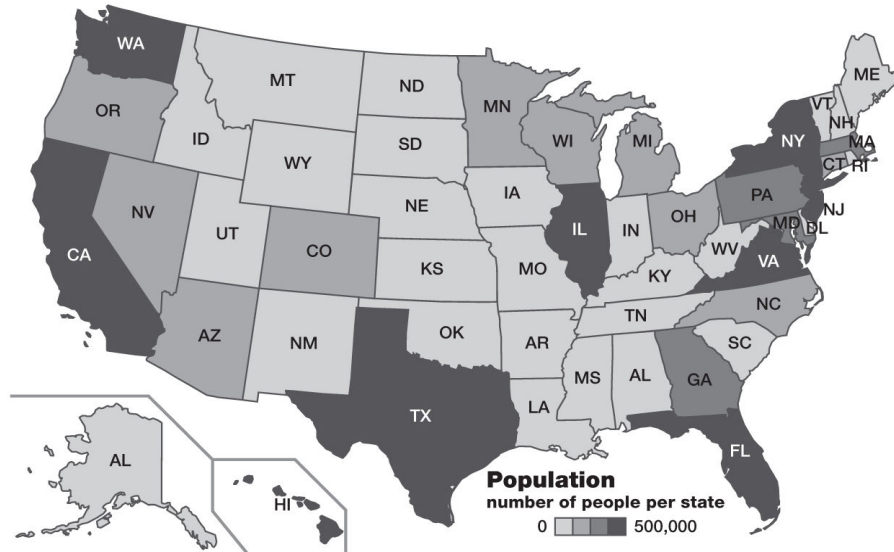 WA
MT
ND
MN
ME
VT
NH
OR
ID
WY
SD
WI
MI
NY
MA
CT
RI
NV
UT
CO
NE
IA
IL
IN
OH
PA
NJ
MD
DL
CA
KS
MO
KY
WV
VA
AZ
NM
OK
AR
TN
NC
SC
TX
LA
MS
AL
GA
FL
AL
HI
Population
number of people per state
0 500,000